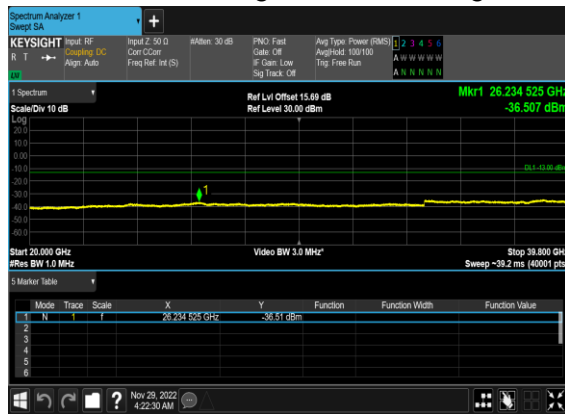 Spectrum Analyzer 1
Swept SA
KEYSIGHT Input: RF Input Z: 50 Ω #Atten: 30 dB PNO: Fast Avg Type: Power (RMS) 1 2 3 4 5 6
R T Coupling: DC Corr CCorr Gate: Off Avg|Hold: 100/100 A W W W W W
Align: Auto Freq Ref: Int (S) IF Gain: Low Trig: Free Run
LW Sig Track: Off A N N N N N
1 Spectrum Ref Lvl Offset 15.69 dB Mkr1 26.234 525 GHz
Scale/Div 10 dB Ref Level 30.00 dBm -36.507 dBm
Log
20.0
10.0
0.00
-10.0 DL1 -13.00 dBm
-20.0
-30.0 1
-40.0
-50.0
-60.0
Start 20.000 GHz Video BW 3.0 MHz* Stop 39.800 GHz
#Res BW 1.0 MHz Sweep ~39.2 ms (40001 pts
5 Marker Table
Mode Trace Scale X Y Function Function Width Function Value
1 N 1 f 26.234 525 GHz -36.51 dBm
2
3
4
5
6
? Nov 29, 2022
4:22:30 AM